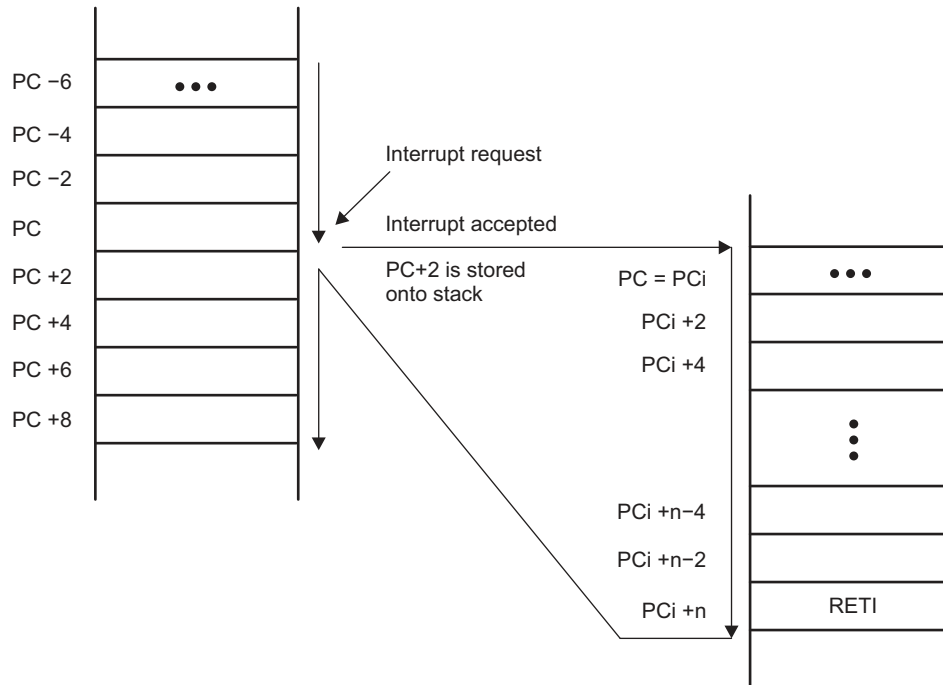 PC −6
PC −4
PC −2
PC
PC +2
PC +4
PC +6
PC +8
Interrupt request
Interrupt accepted
PC+2 is stored
onto stack
PC = PCi
PCi +2
PCi +4
PCi +n−4
PCi +n−2
PCi +n
RETI